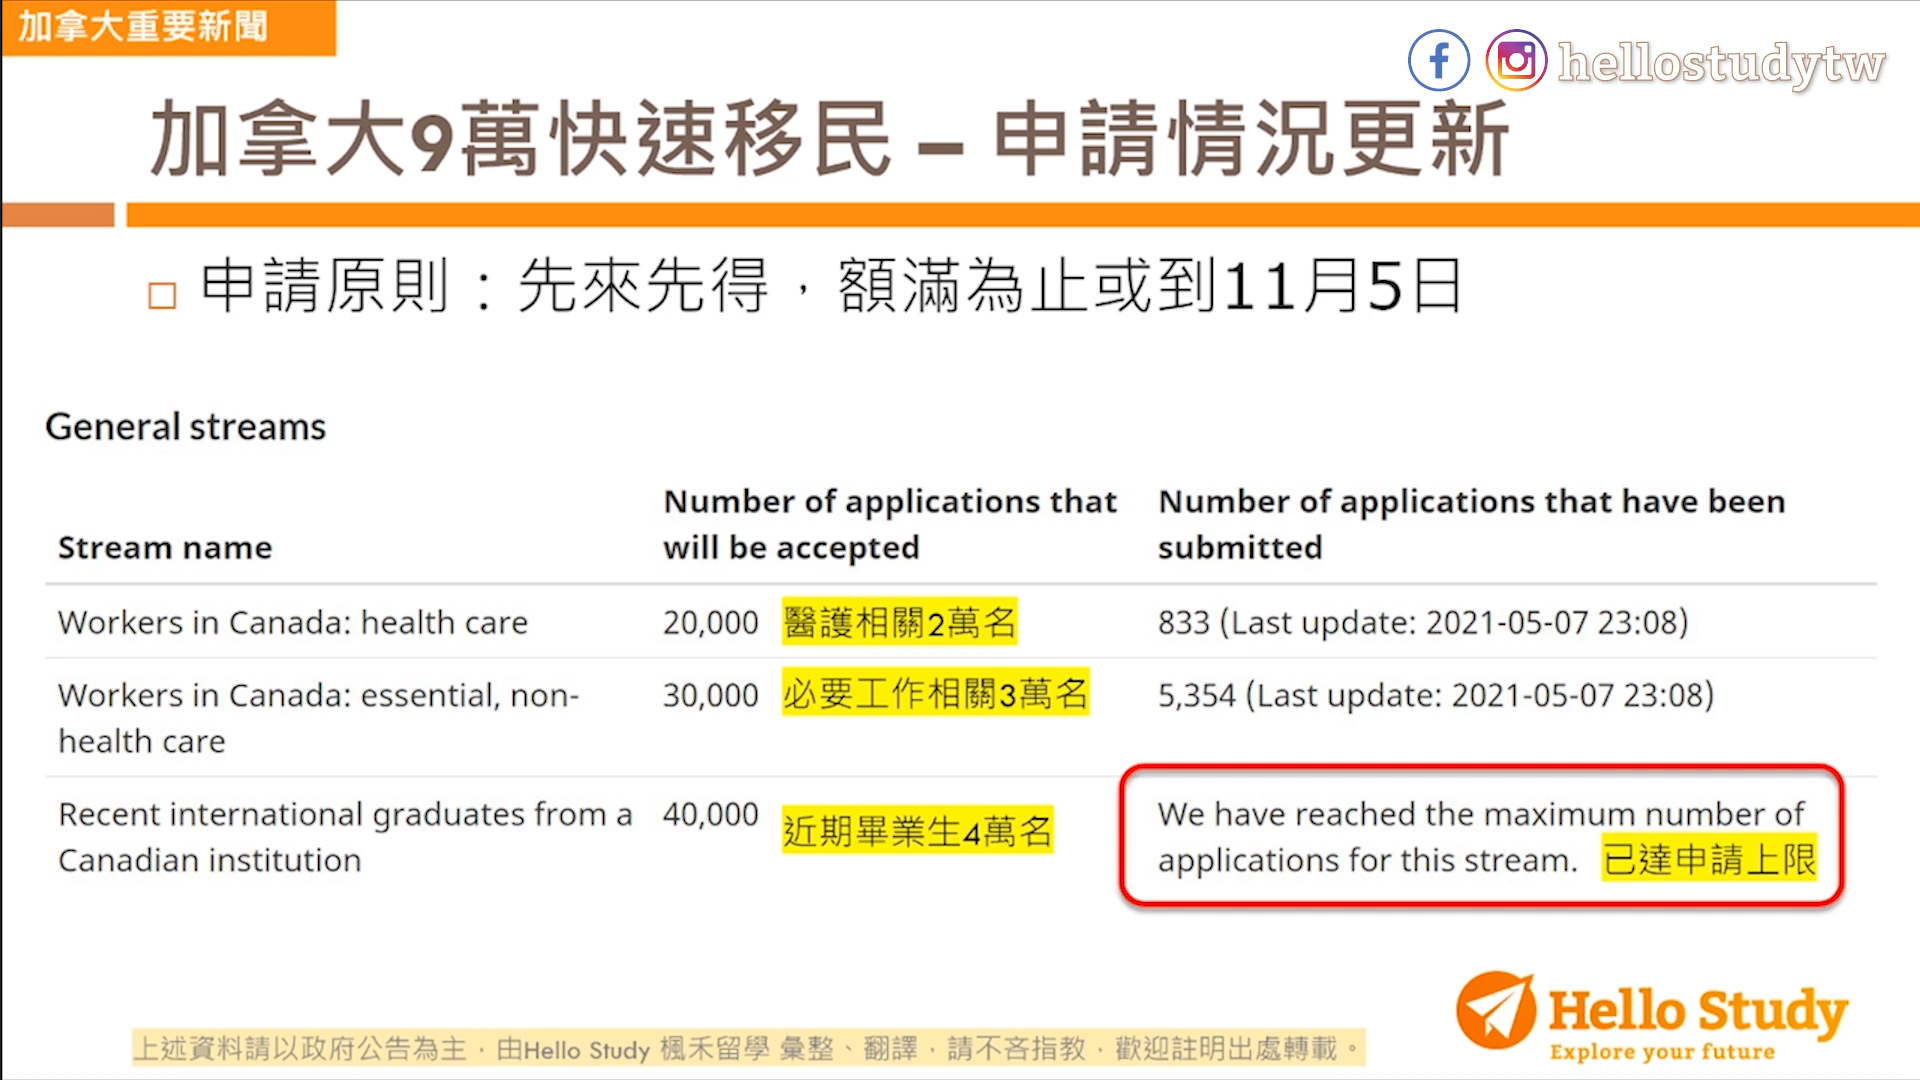 加拿大重要新聞
hellostudytw
加拿大9萬快速移民 – 申請情況更新
申請原則：先來先得，額滿為止或到11月5日
General streams
Stream name
Number of applications that
will be accepted
Number of applications that have been
submitted
Workers in Canada: health care
20,000 醫護相關2萬名
833 (Last update: 2021-05-07 23:08)
Workers in Canada: essential, non-
health care
30,000 必要工作相關3萬名
5,354 (Last update: 2021-05-07 23:08)
Recent international graduates from a
Canadian institution
40,000 近期畢業生4萬名
We have reached the maximum number of
applications for this stream. 已達申請上限
Hello Study
Explore your future
上述資料請以政府公告為主，由Hello Study 楓禾留學 彙整、翻譯，請不吝指教，歡迎註明出處轉載。